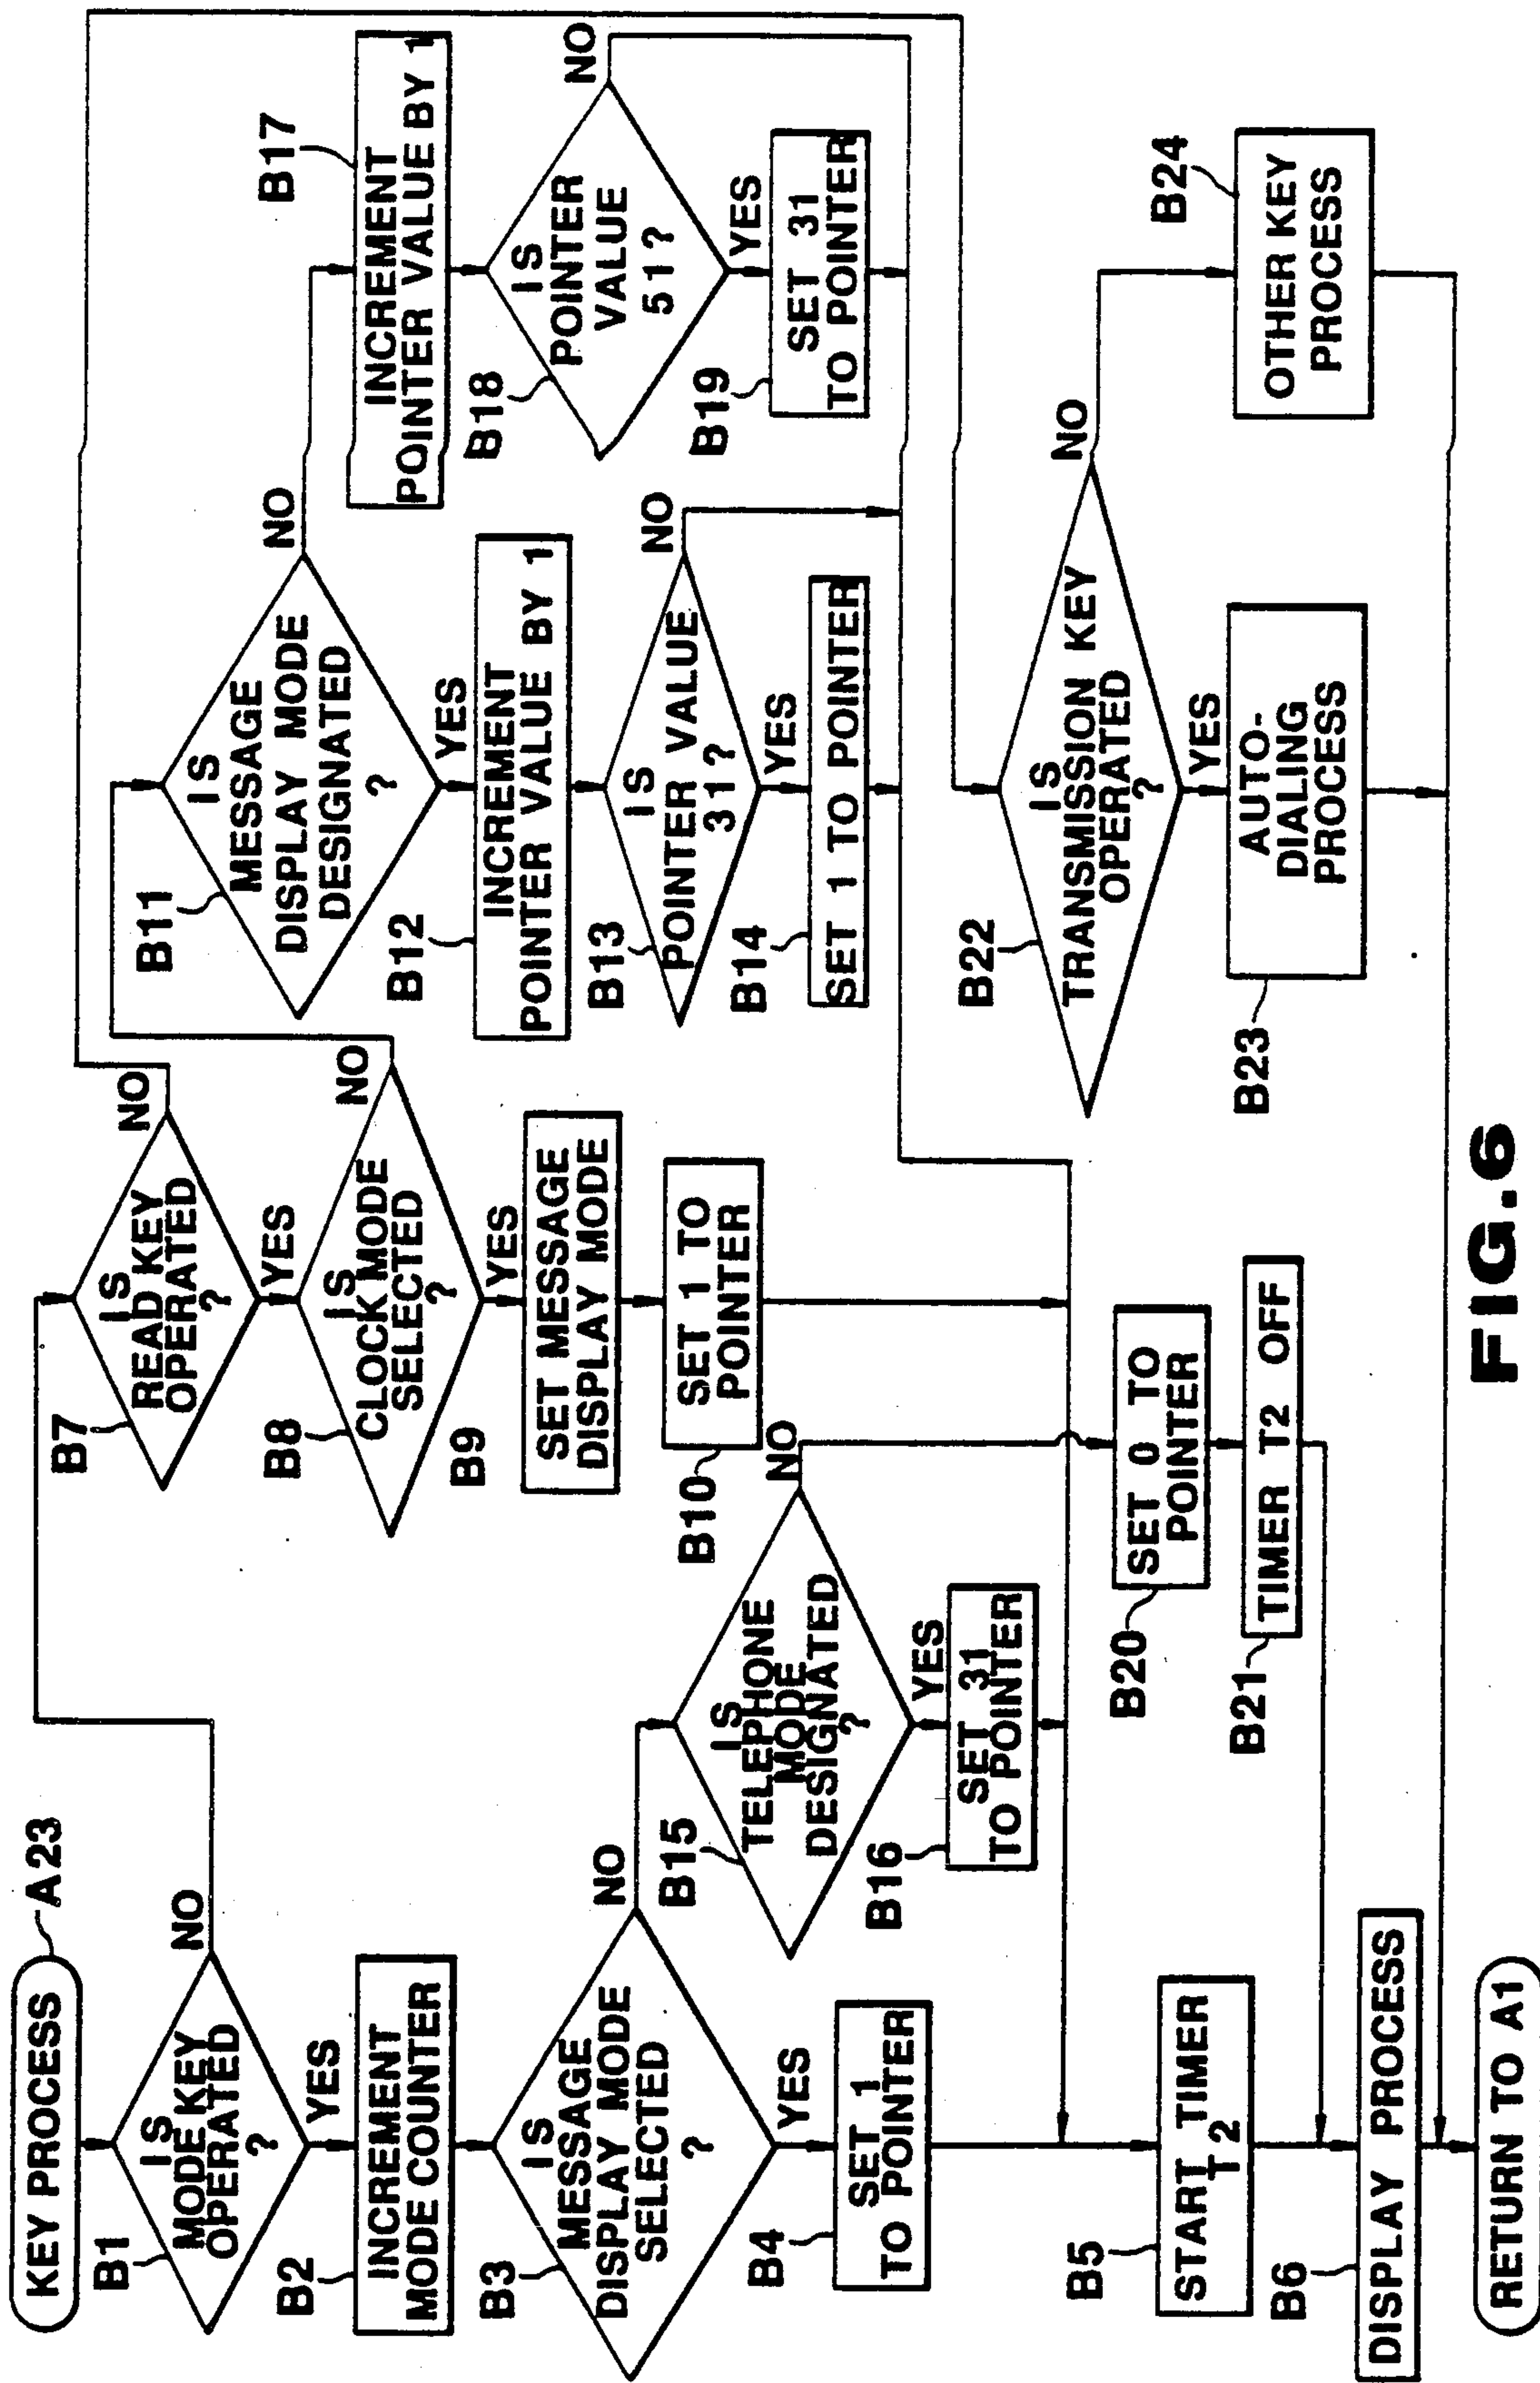 KEY PROCESS
A23
B1
IS
MODE KEY
OPERATED
?
NO
YES
B2
INCREMENT
MODE COUNTER
B3
IS
MESSAGE
DISPLAY MODE
SELECTED
?
NO
YES
B4
SET 1
TO POINTER
B5
START TIMER
T2
B6
DISPLAY PROCESS
RETURN TO A1
B15
IS
TELEPHONE
MODE
DESIGNATED
?
NO
YES
B16
SET 31
TO POINTER
B20
SET 0 TO
POINTER
B21
TIMER T2 OFF
B7
IS
READ KEY
OPERATED
?
NO
YES
B8
IS
CLOCK MODE
SELECTED
?
NO
YES
B9
SET MESSAGE
DISPLAY MODE
B10
SET 1 TO
POINTER
B11
IS
MESSAGE
DISPLAY MODE
DESIGNATED
?
NO
YES
B12
INCREMENT
POINTER VALUE BY 1
B13
IS
POINTER VALUE
31?
NO
YES
B14
SET 1 TO POINTER
B17
INCREMENT
POINTER VALUE BY 1
B18
IS
POINTER
VALUE
51?
NO
YES
B19
SET 31
TO POINTER
B22
IS
TRANSMISSION KEY
OPERATED
?
NO
YES
B23
AUTO-
DIALING
PROCESS
B24
OTHER KEY
PROCESS
FIG.6